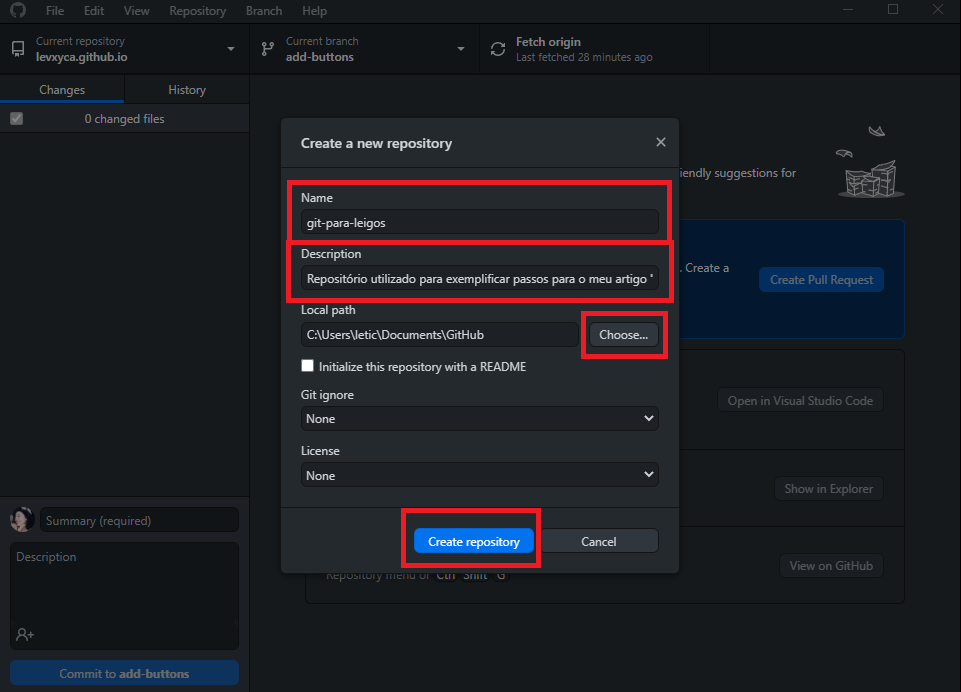 File Edit View Repository Branch Help
Current repository
levxyca.github.io
Current branch
add-buttons
Fetch origin
Last fetched 28 minutes ago
Changes History
0 changed files
Create a new repository
iendly suggestions for
Name
git-para-leigos
Description
Repositório utilizado para exemplificar passos para o meu artigo "
. Create a
Create Pull Request
Local path
C:\Users\letic\Documents\GitHub
Choose...
Initialize this repository with a README
Git ignore
None
Open in Visual Studio Code
License
None
Show in Explorer
Create repository
Cancel
View on GitHub
Repository menu or Ctrl Shift G
Summary (required)
Description
Commit to add-buttons